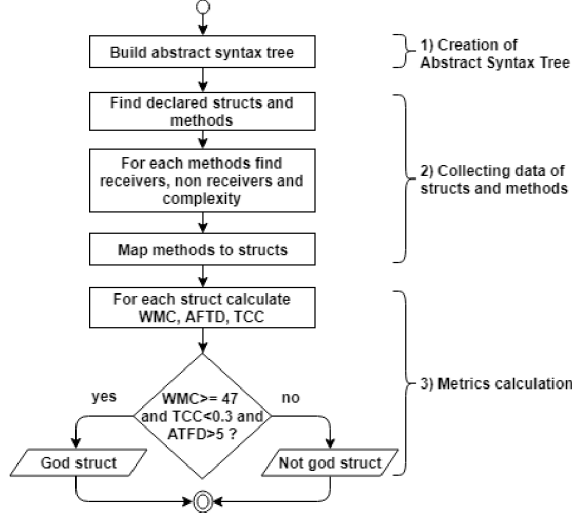 Build abstract syntax tree
1) Creation of
Abstract Syntax Tree
Find declared structs and
methods
For each methods find
receivers, non receivers and
complexity
2) Collecting data of
structs and methods
Map methods to structs
For each struct calculate
WMC, AFTD, TCC
yes
WMC>= 47
and TCC<0.3 and
ATFD>5 ?
no
3) Metrics calculation
God struct
Not god struct